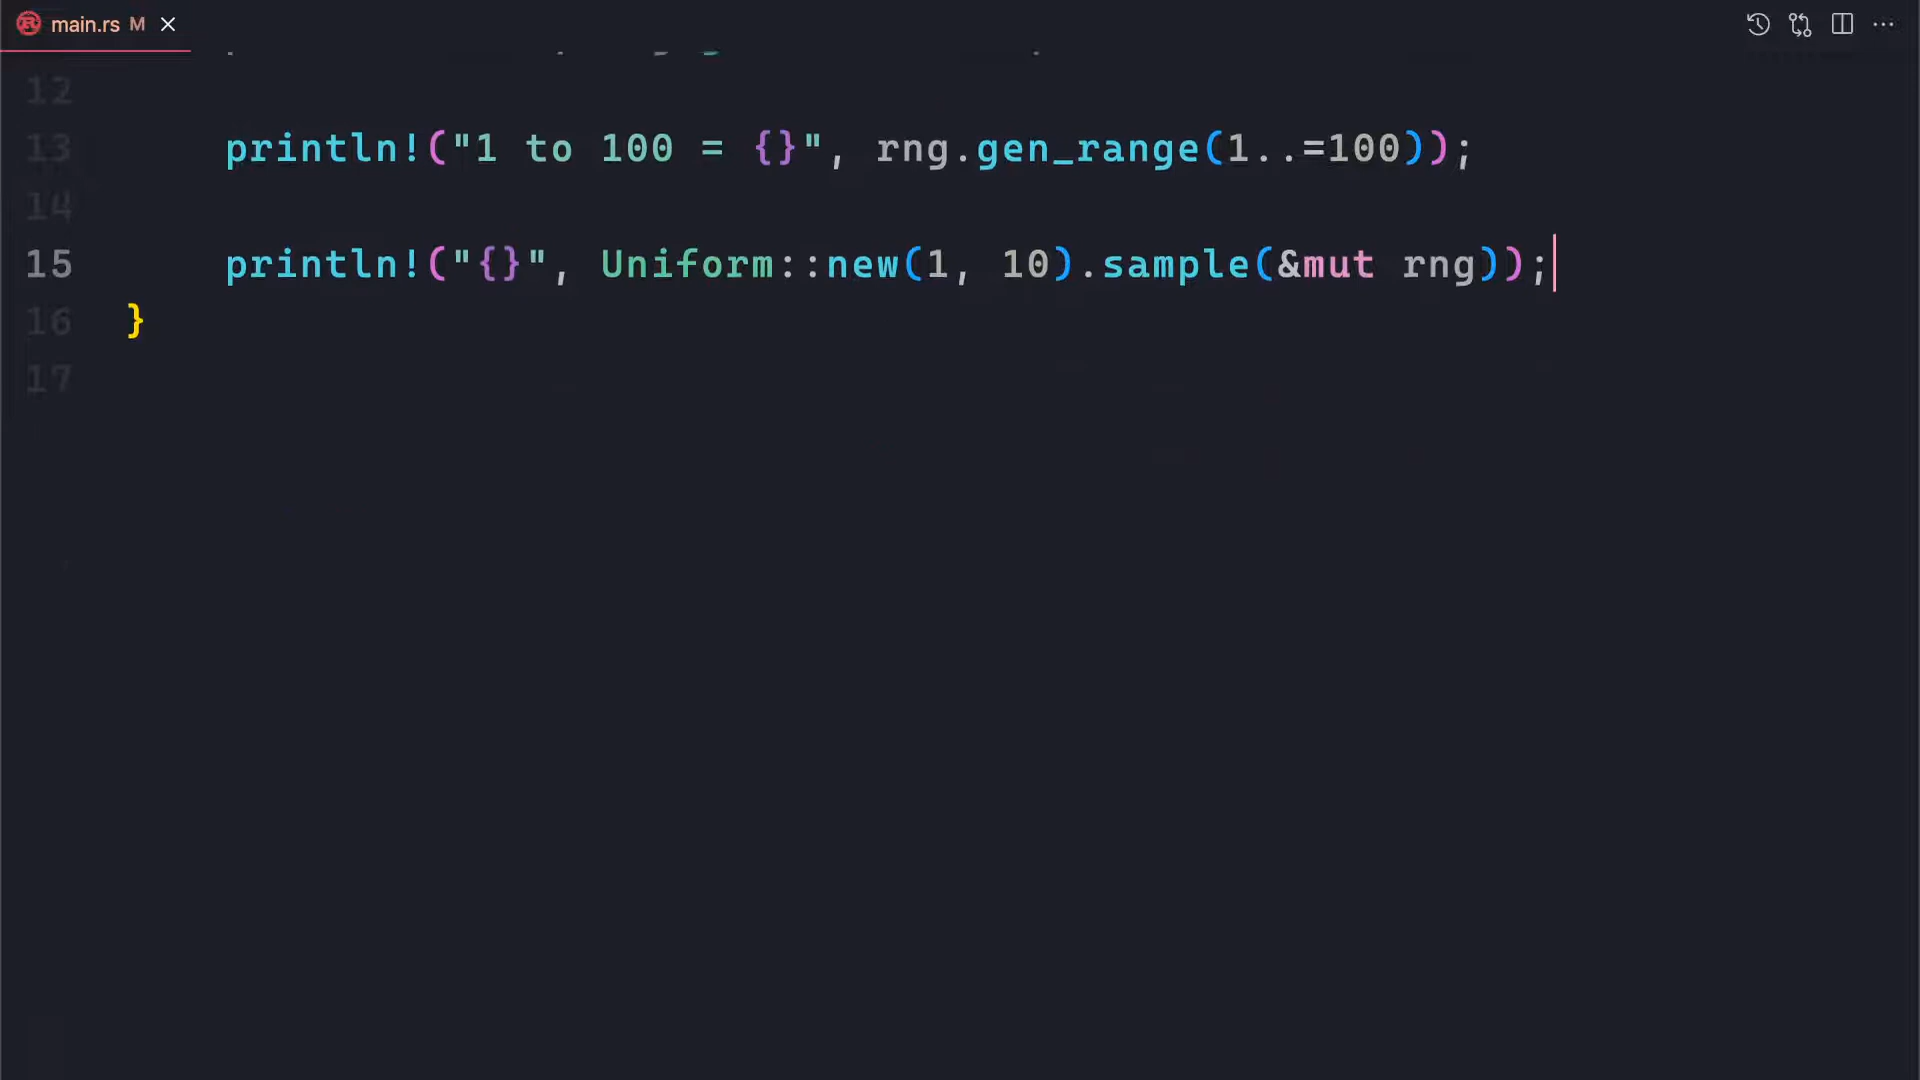 main.rs M
12
13 println!("1 to 100 = {}", rng.gen_range(1..=100));
14
15 println!("{}", Uniform::new(1, 10).sample(&mut rng));
16 }
17